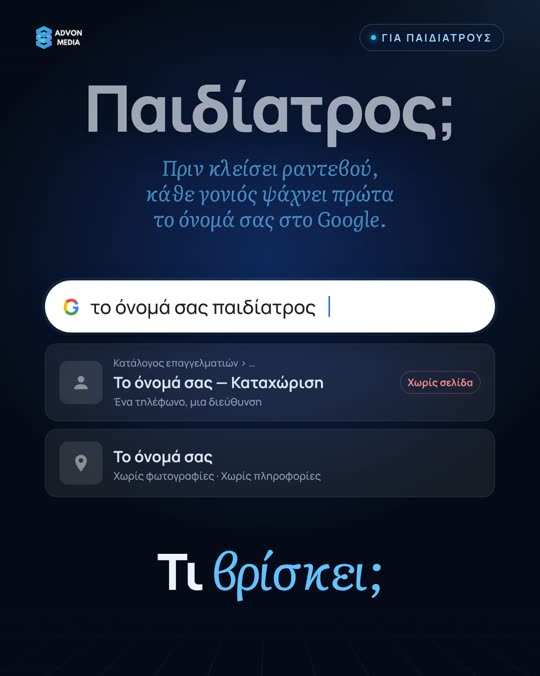 ADVON
MEDIA
ΓΙΑ ΠΑΙΔΙΑΤΡΟΥΣ
Παιδίατρος;
Πριν κλείσει ραντεβού,
κάθε γονιός ψάχνει πρώτα
το όνομά σας στο Google.
G το όνομά σας παιδίατρος
Κατάλογος επαγγελματιών > ...
Το όνομά σας — Καταχώριση
Ένα τηλέφωνο, μια διεύθυνση
Χωρίς σελίδα
Το όνομά σας
Χωρίς φωτογραφίες · Χωρίς πληροφορίες
Τι βρίσκει;